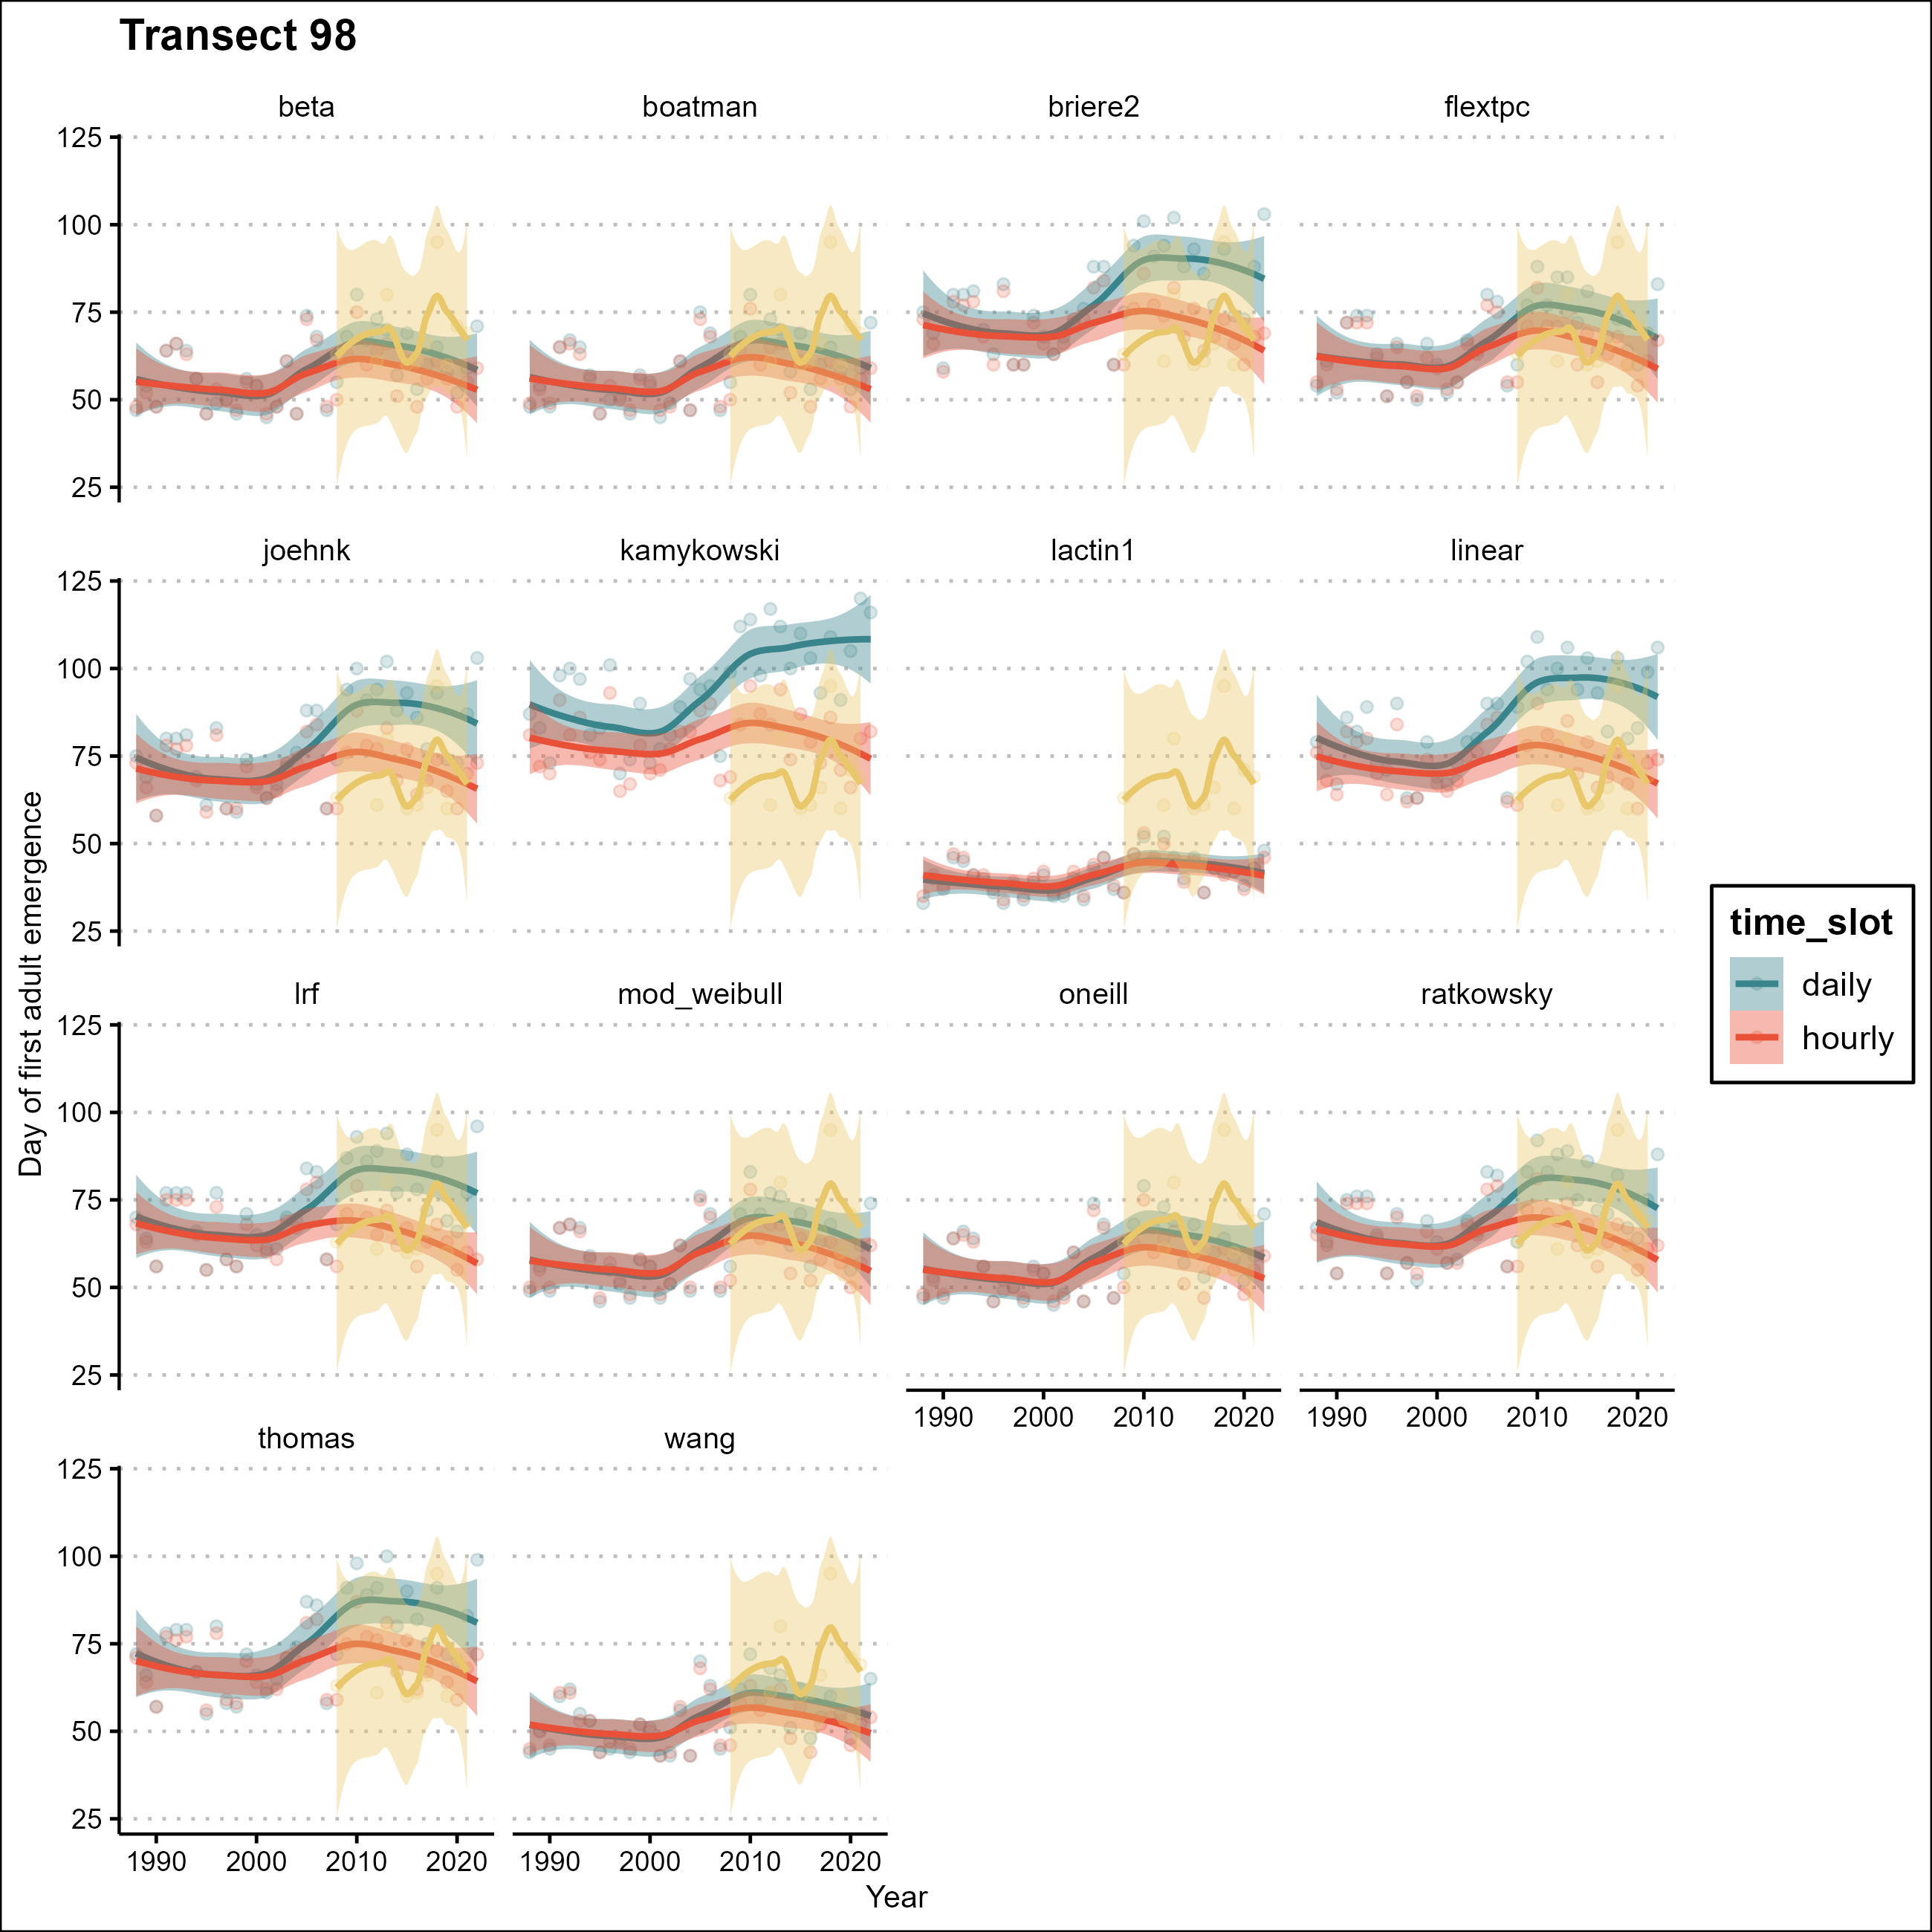 Transect 98
beta boatman briere2 flextpc
125
100
75
50
25
joehnk kamykowski lactin1 linear
125
100
75
50
25
lrf mod_weibull oneill ratkowsky
125
100
75
50
25
1990 2000 2010 2020 1990 2000 2010 2020
thomas wang
125
100
75
50
25
1990 2000 2010 2020 1990 2000 2010 2020
Year
Day of first adult emergence
time_slot
daily
hourly